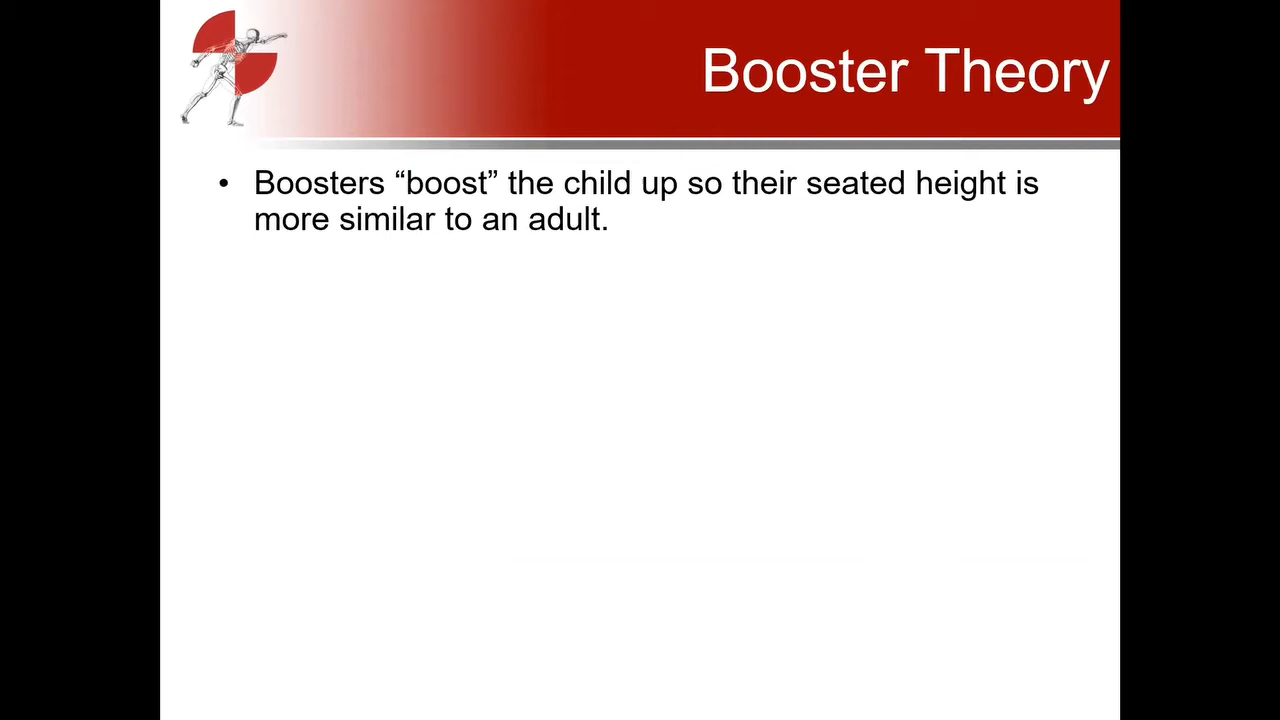 Booster Theory
• Boosters “boost” the child up so their seated height is
more similar to an adult.